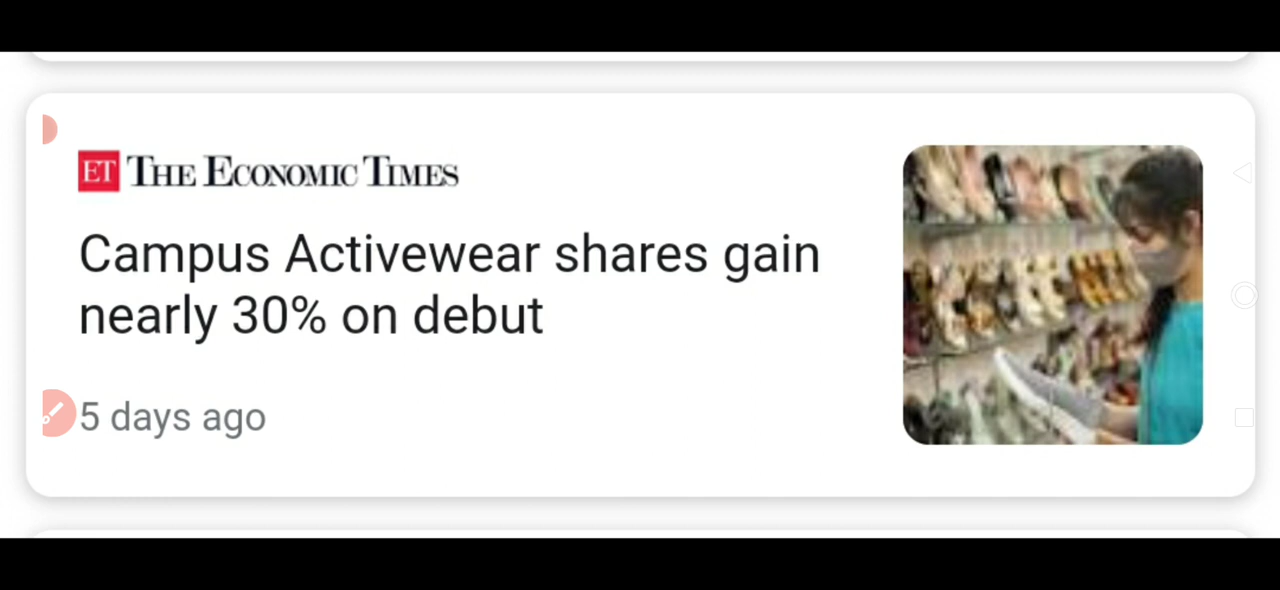 ET THE ECONOMIC TIMES
Campus Activewear shares gain
nearly 30% on debut
5 days ago